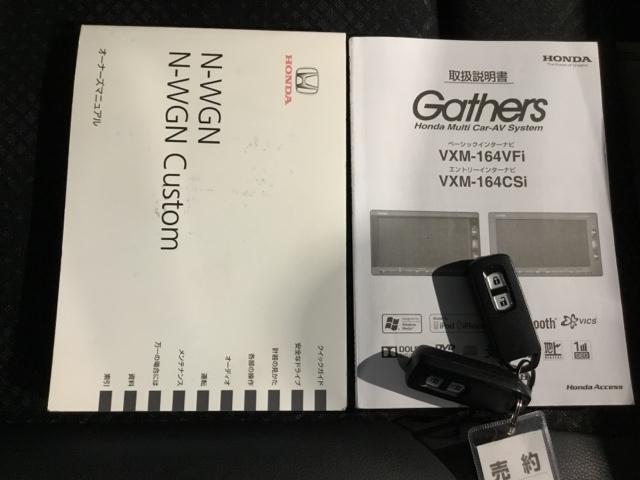 HONDA
N-WGN
N-WGN Custom
オーナーズマニュアル
クイックガイド
安全なドライブ
計器の見かた
各部の操作
オーディオ
運転
メンテナンス
万一の場合には
資料
索引
HONDA
The Power of Dreams
取扱説明書
Gathers
Honda Multi Car-AV System
ベーシックインターナビ
VXM-164VFi
エントリーインターナビ
VXM-164CSi
VICS
Honda Access
売約